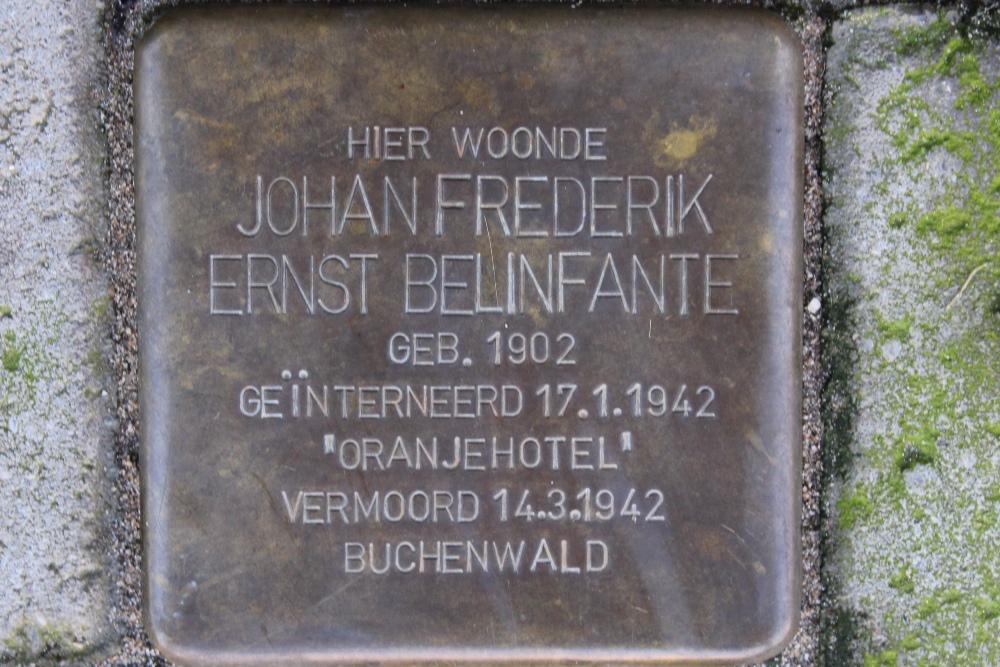 HIER WOONDE
JOHAN FREDERIK
ERNST BELINFANTE
GEB. 1902
GEÏNTERNEERD 17.1.1942
"ORANJEHOTEL"
VERMOORD 14.3.1942
BUCHENWALD